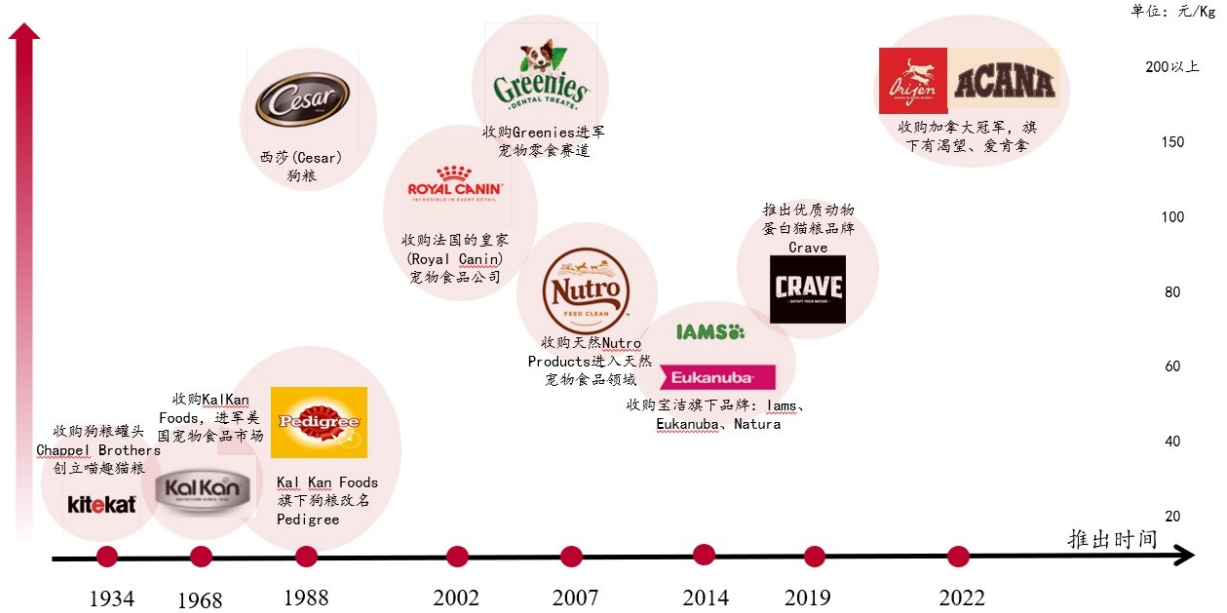 单位: 元/Kg
200以上
150
100
80
60
40
20
Cesar
西莎(Cesar)
狗粮
Greenies
DENTAL TREATS
收购Greenies进军
宠物零食赛道
Orijen
ACANA
收购加拿大冠军, 旗
下有渴望、爱肯拿
ROYAL CANIN
INCREDIBLE IN EVERY DETAIL
收购法国的皇家
(Royal Canin)
宠物食品公司
推出优质动物
蛋白猫粮品牌
Crave
CRAVE
Nutro
FEED CLEAN
收购天然Nutro
Products进入天然
宠物食品领域
IAMS
Eukanuba
收购宝洁旗下品牌: Iams、
Eukanuba、Natura
收购狗粮罐头
Chappel Brothers
创立喵趣猫粮
kitekat
收购KalKan
Foods, 进军美
国宠物食品市场
Kal Kan
Pedigree
Kal Kan Foods
旗下狗粮改名
Pedigree
推出时间
1934
1968
1988
2002
2007
2014
2019
2022